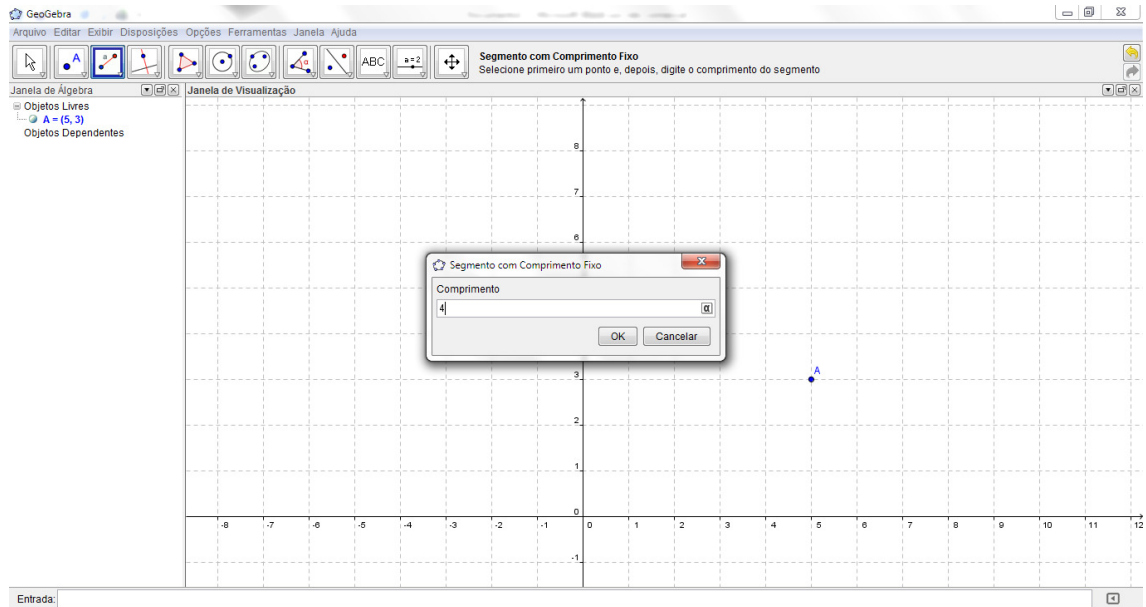 GeoGebra
Arquivo Editar Exibir Disposições Opções Ferramentas Janela Ajuda
A
ABC
a=2
Segmento com Comprimento Fixo
Selecione primeiro um ponto e, depois, digite o comprimento do segmento
Janela de Álgebra
Janela de Visualização
Objetos Livres
A = (5, 3)
Objetos Dependentes
8
7
6
Segmento com Comprimento Fixo
Comprimento
4
α
OK Cancelar
3
A
2
1
0
-8 -7 -6 -5 -4 -3 -2 -1 0 1 2 3 4 5 6 7 8 9 10 11 12
-1
Entrada: